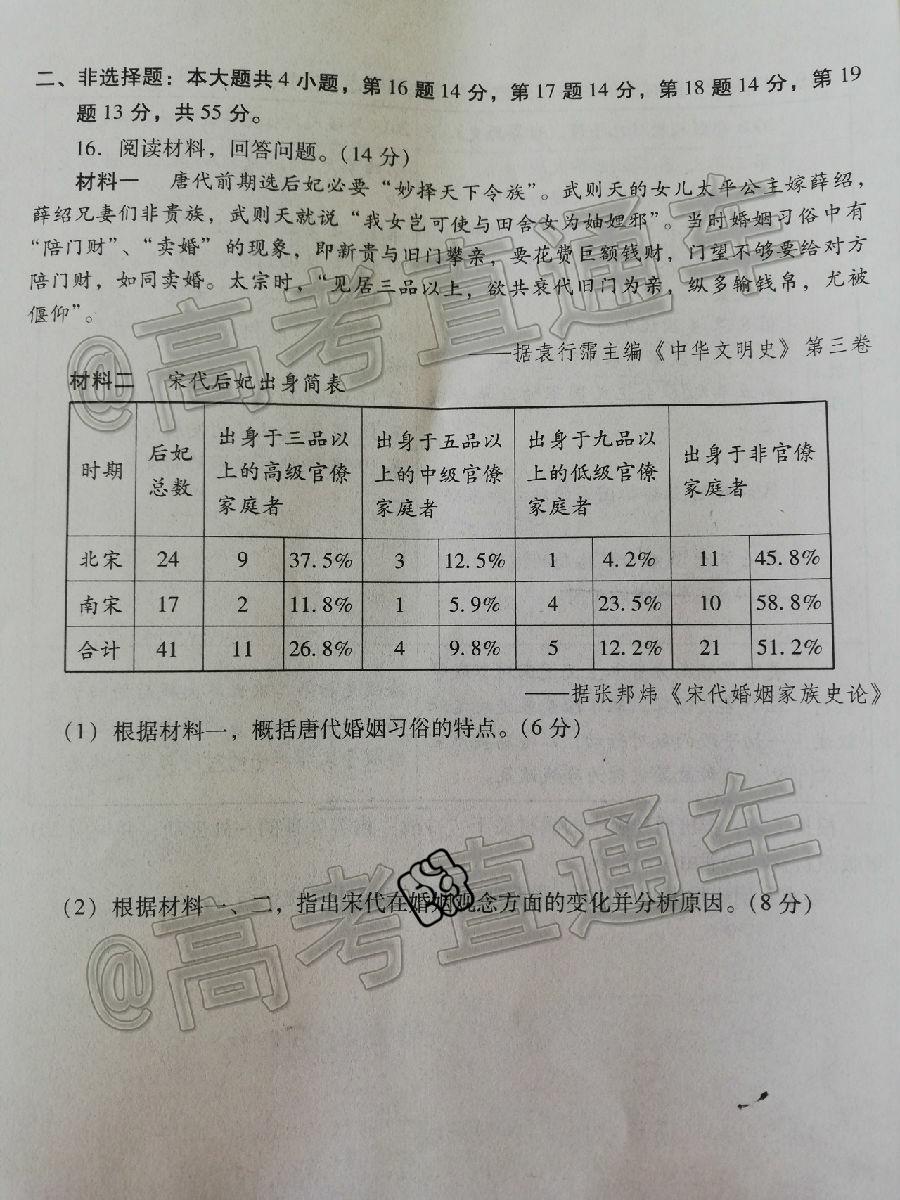 二、非选择题：本大题共4小题，第16题14分，第17题14分，第18题14分，第19
题13分，共55分。
16. 阅读材料，回答问题。(14分)
材料一 唐代前期选后妃必要“妙择天下令族”。武则天的女儿太平公主嫁薛绍，
薛绍兄妻们非贵族，武则天就说“我女岂可使与田舍女为妯娌邪”。当时婚姻习俗中有
“陪门财”、“卖婚”的现象，即新贵与旧门攀亲，要花费巨额钱财，门望不够要给对方
陪门财，如同卖婚。太宗时，“见居三品以上，欲共衰代旧门为亲，纵多输钱帛，尤被
偃仰”。
——据袁行霈主编《中华文明史》第三卷
材料二 宋代后妃出身简表
时期 后妃总数 出身于三品以上的高级官僚家庭者 出身于五品以上的中级官僚家庭者 出身于九品以上的低级官僚家庭者 出身于非官僚家庭者
北宋 24 9 37.5% 3 12.5% 1 4.2% 11 45.8%
南宋 17 2 11.8% 1 5.9% 4 23.5% 10 58.8%
合计 41 11 26.8% 4 9.8% 5 12.2% 21 51.2%
——据张邦炜《宋代婚姻家族史论》
(1) 根据材料一，概括唐代婚姻习俗的特点。(6分)
(2) 根据材料一、二，指出宋代在婚姻观念方面的变化并分析原因。(8分)
@高考直通车
@高考直通车